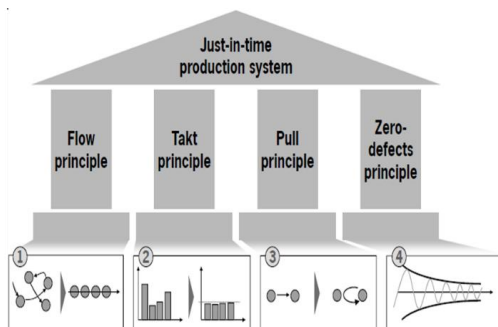 Just-in-time
production system
Flow
principle
Takt
principle
Pull
principle
Zero-
defects
principle
1
2
3
4